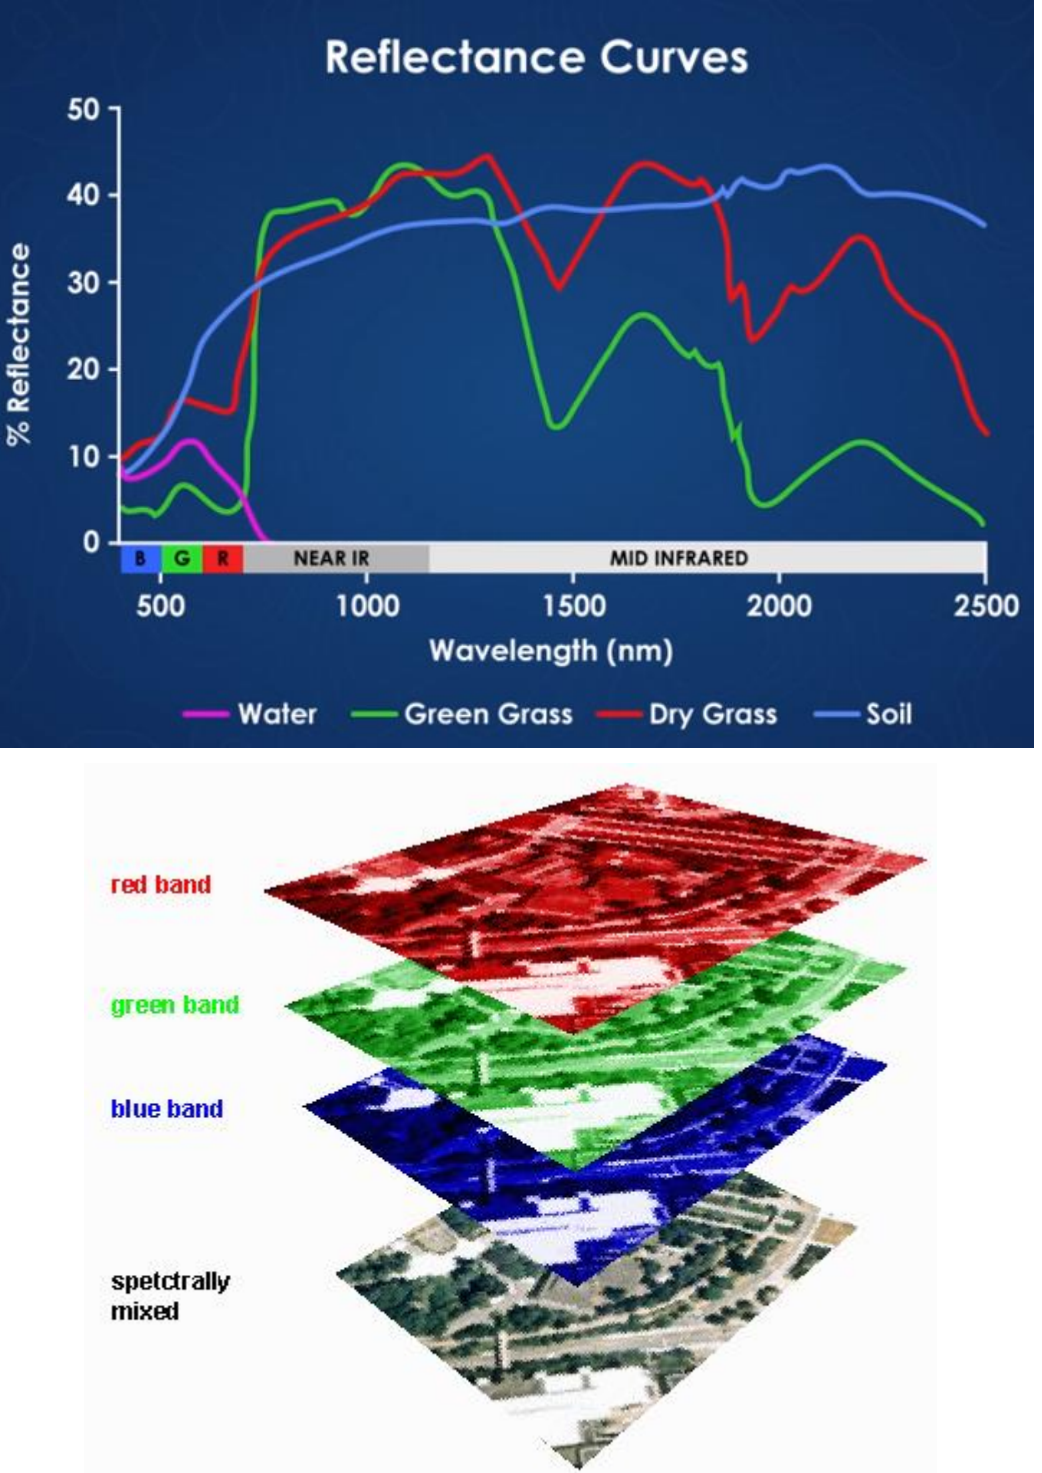 Reflectance Curves
% Reflectance
50
40
30
20
10
0
B G R NEAR IR MID INFRARED
500 1000 1500 2000 2500
Wavelength (nm)
Water Green Grass Dry Grass Soil
red band
green band
blue band
spetctrally
mixed